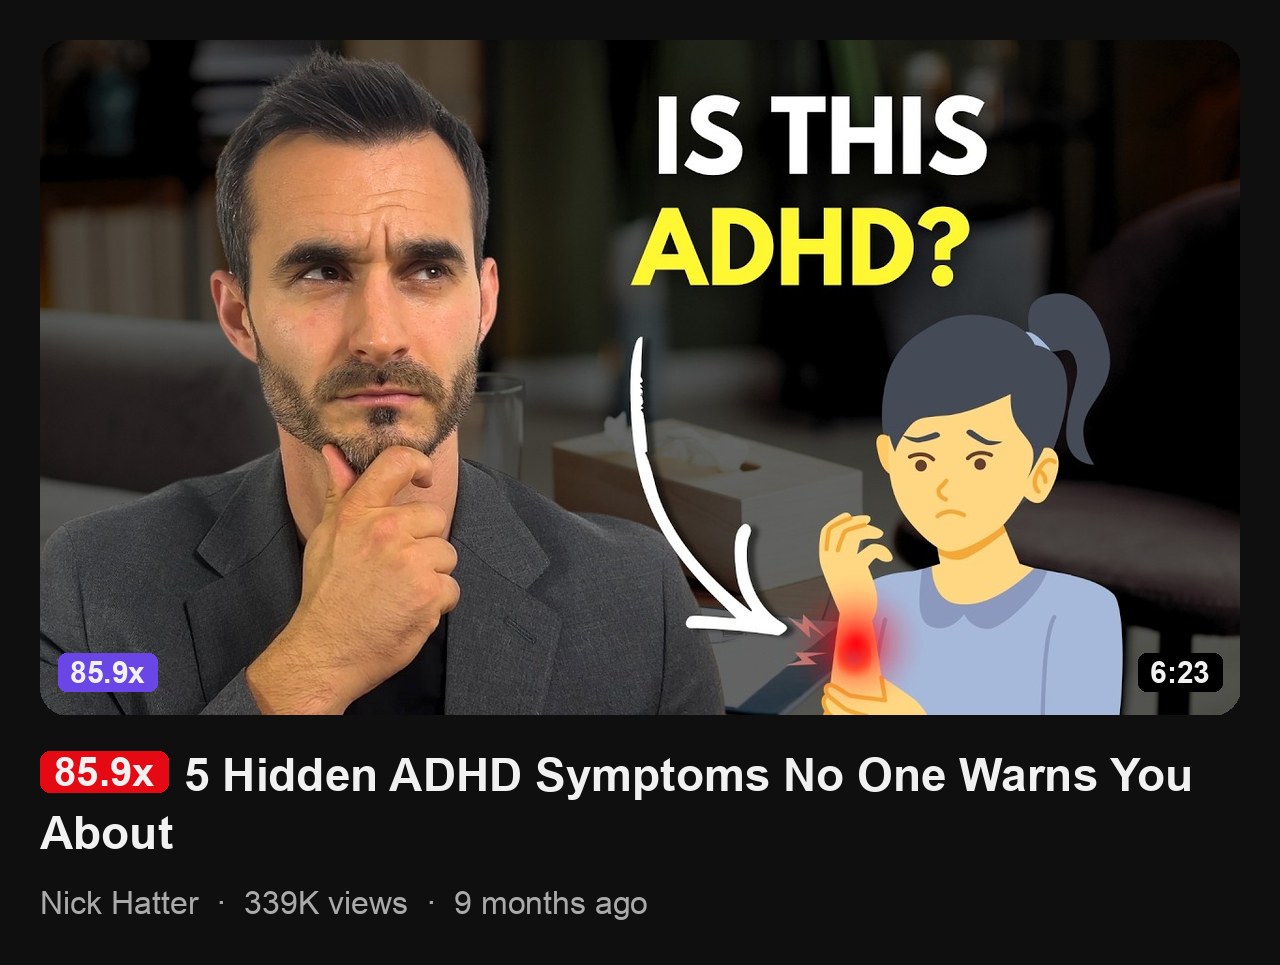 IS THIS
ADHD?
85.9x
6:23
85.9x 5 Hidden ADHD Symptoms No One Warns You
About
Nick Hatter · 339K views · 9 months ago